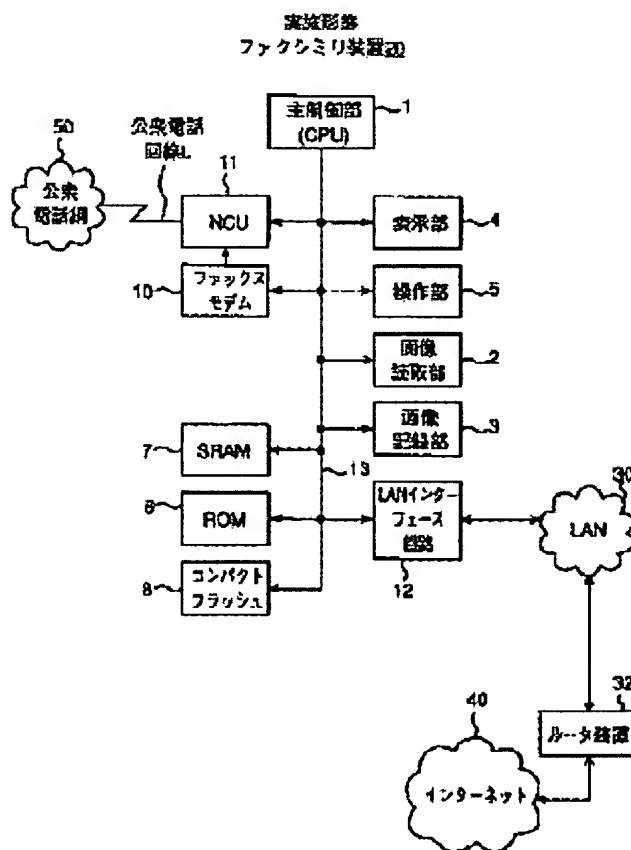 実施形態
ファクシミリ装置20
主制御部
(CPU)
1
50
公衆電話
回線L
11
公衆
電話網
NCU
表示部
4
10
ファックス
モデム
操作部
5
画像
読取部
2
画像
記録部
3
7
SRAM
13
6
ROM
LANインター
フェース
回路
12
30
LAN
8
コンパクト
フラッシュ
32
ルータ装置
40
インターネット